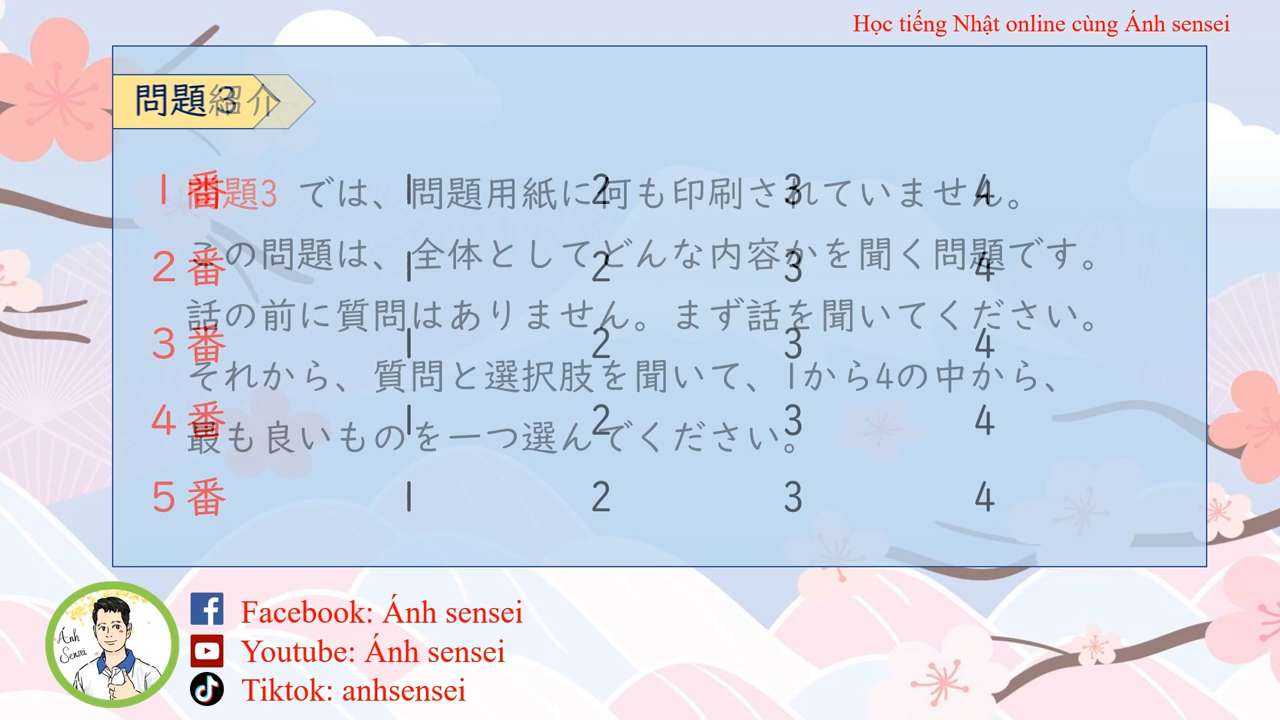 Học tiếng Nhật online cùng Ánh sensei
問題3
紹介
問題3 では、問題用紙に何も印刷されていません。
この問題は、全体としてどんな内容かを聞く問題です。
話の前に質問はありません。まず話を聞いてください。
それから、質問と選択肢を聞いて、1から4の中から、
最も良いものを一つ選んでください。
1番 1 2 3 4
2番 1 2 3 4
3番 1 2 3 4
4番 1 2 3 4
5番 1 2 3 4
Ánh Sensei
Facebook: Ánh sensei
Youtube: Ánh sensei
Tiktok: anhsensei